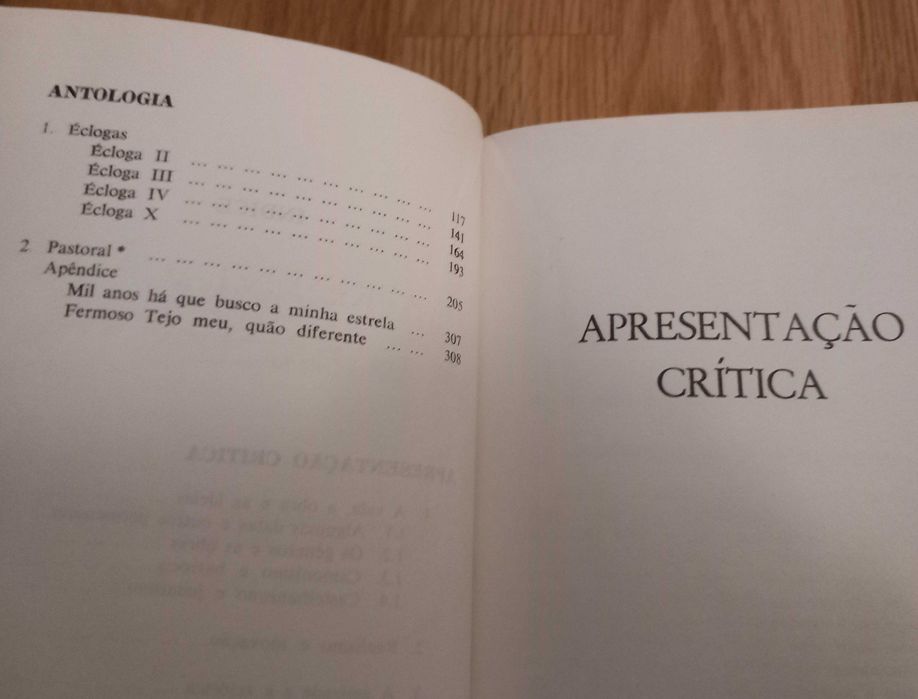 ANTOLOGIA
1. Éclogas
Écloga II ... ... ... ... ... ... ... ... ... 117
Écloga III ... ... ... ... ... ... ... ... ... 141
Écloga IV ... ... ... ... ... ... ... ... ... 164
Écloga X ... ... ... ... ... ... ... ... ... 193
2 Pastoral * ... ... ... ... ... ... ... ... ... ... 205
Apêndice
Mil anos há que busco a minha estrela ... 307
Fermoso Tejo meu, quão diferente ... ... 308
APRESENTAÇÃO
CRÍTICA